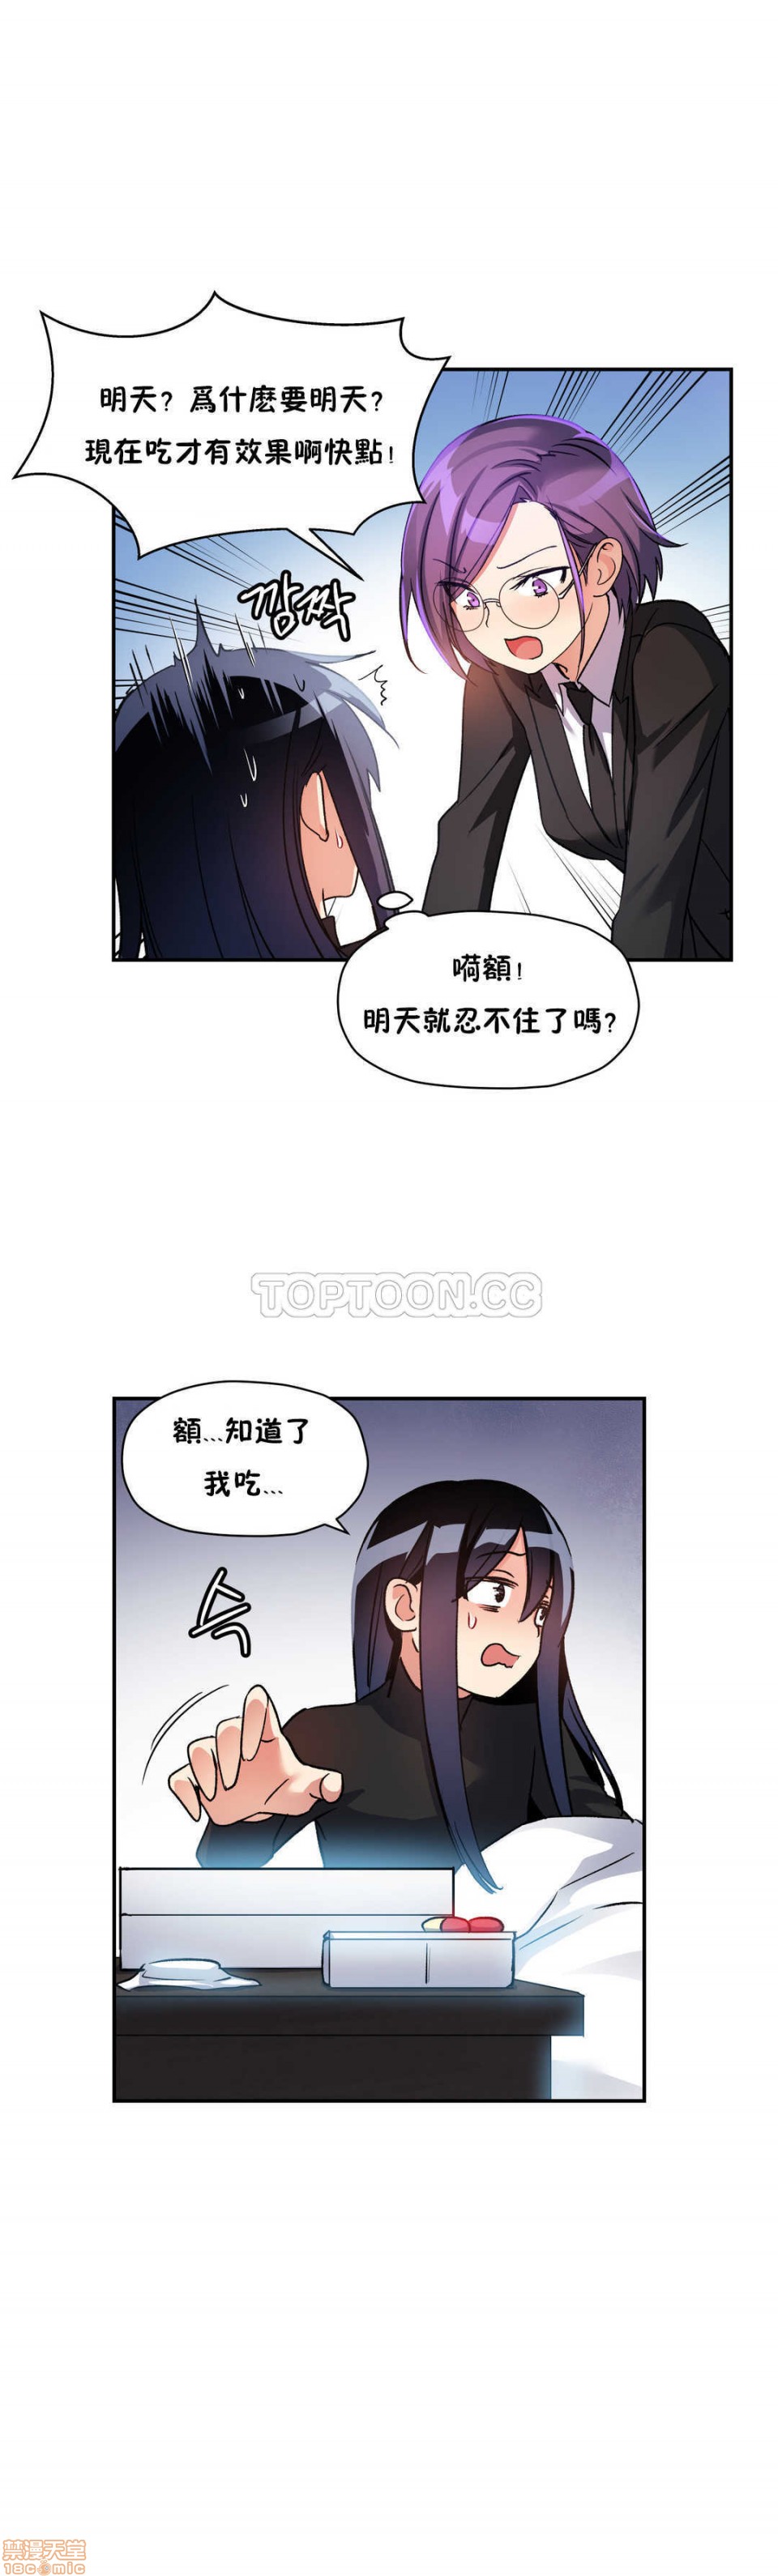 明天？爲什麽要明天？
現在吃才有效果啊快點！
깜짝
嗬額！
明天就忍不住了嗎？
TOPTOON.CC
額...知道了
我吃...
슥
禁漫天堂
18comic